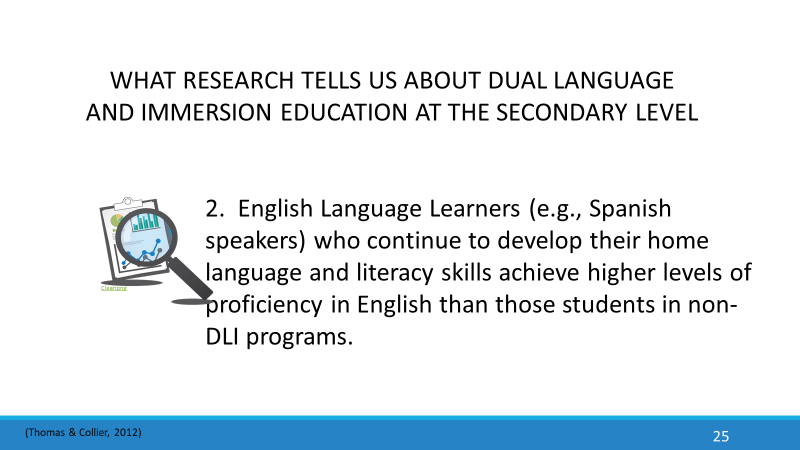 WHAT RESEARCH TELLS US ABOUT DUAL LANGUAGE
AND IMMERSION EDUCATION AT THE SECONDARY LEVEL
2. English Language Learners (e.g., Spanish
speakers) who continue to develop their home
language and literacy skills achieve higher levels of
proficiency in English than those students in non-
DLI programs.
Cleanpng
(Thomas & Collier, 2012)
25